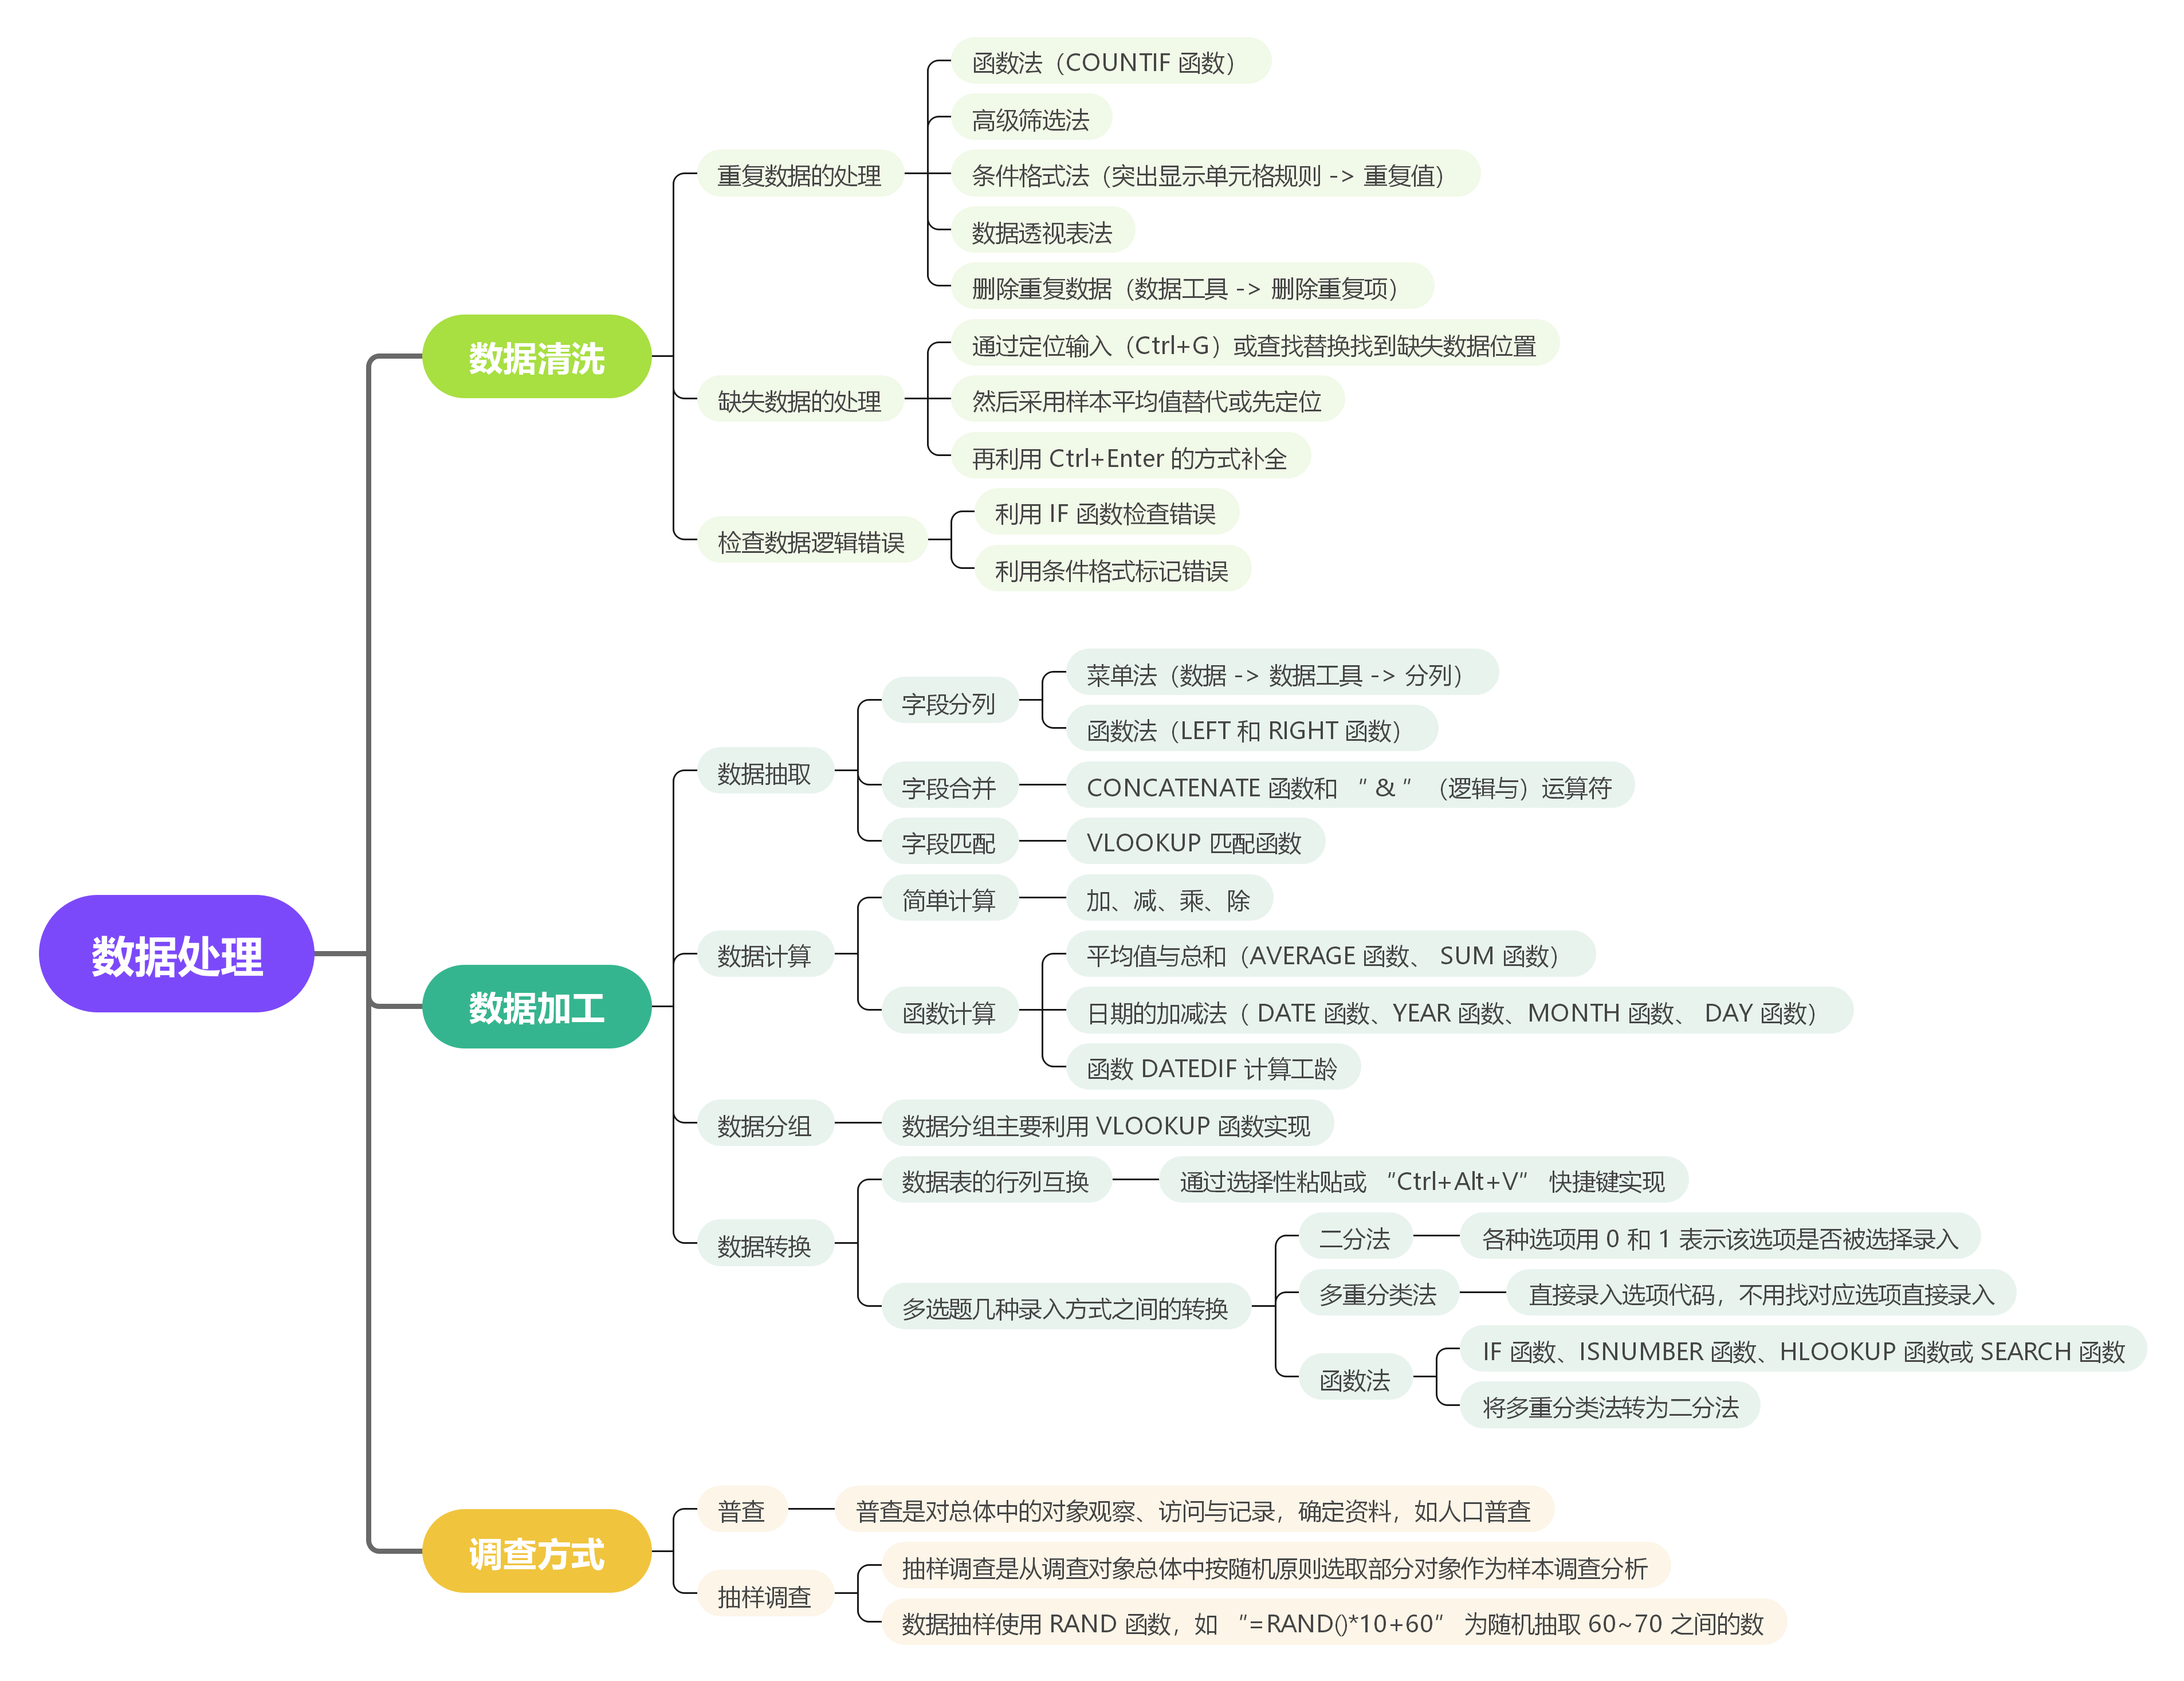 数据处理
数据清洗
重复数据的处理
函数法（COUNTIF 函数）
高级筛选法
条件格式法（突出显示单元格规则 -> 重复值）
数据透视表法
删除重复数据（数据工具 -> 删除重复项）
缺失数据的处理
通过定位输入（Ctrl+G）或查找替换找到缺失数据位置
然后采用样本平均值替代或先定位
再利用 Ctrl+Enter 的方式补全
检查数据逻辑错误
利用 IF 函数检查错误
利用条件格式标记错误
数据加工
数据抽取
字段分列
菜单法（数据 -> 数据工具 -> 分列）
函数法（LEFT 和 RIGHT 函数）
字段合并
CONCATENATE 函数和 ” & ” （逻辑与）运算符
字段匹配
VLOOKUP 匹配函数
数据计算
简单计算
加、减、乘、除
函数计算
平均值与总和（AVERAGE 函数、 SUM 函数）
日期的加减法（ DATE 函数、YEAR 函数、MONTH 函数、 DAY 函数）
函数 DATEDIF 计算工龄
数据分组
数据分组主要利用 VLOOKUP 函数实现
数据转换
数据表的行列互换
通过选择性粘贴或 “Ctrl+Alt+V” 快捷键实现
多选题几种录入方式之间的转换
二分法
各种选项用 0 和 1 表示该选项是否被选择录入
多重分类法
直接录入选项代码，不用找对应选项直接录入
函数法
IF 函数、ISNUMBER 函数、HLOOKUP 函数或 SEARCH 函数
将多重分类法转为二分法
调查方式
普查
普查是对总体中的对象观察、访问与记录，确定资料，如人口普查
抽样调查
抽样调查是从调查对象总体中按随机原则选取部分对象作为样本调查分析
数据抽样使用 RAND 函数，如 “=RAND()*10+60” 为随机抽取 60~70 之间的数